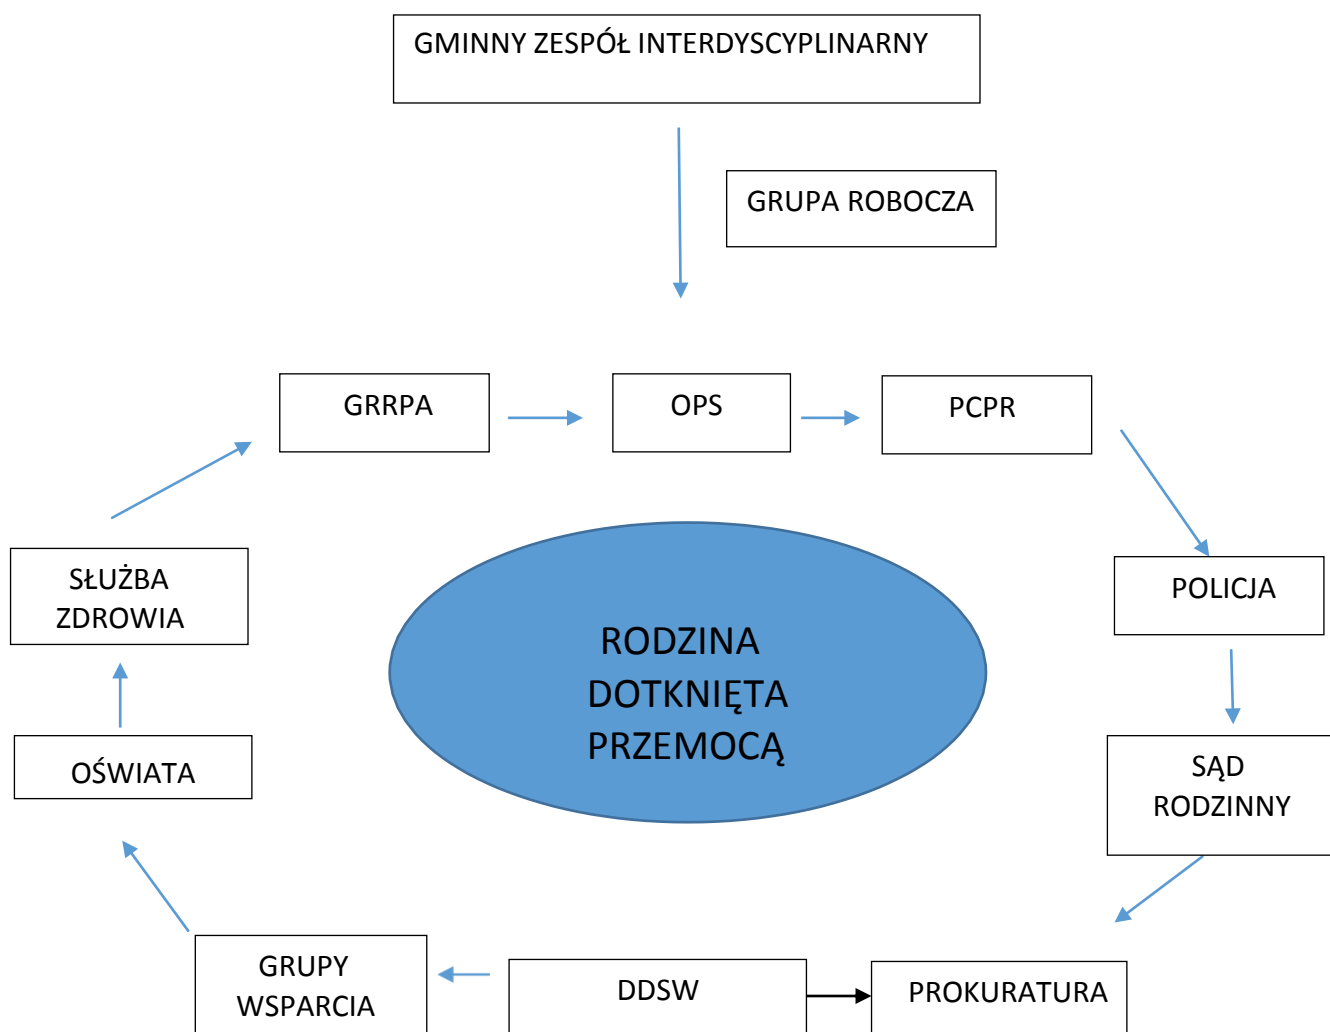 GMINNY ZESPÓŁ INTERDYSCYPLINARNY
GRUPA ROBOCZA
GRRPA
OPS
PCPR
SŁUŻBA
ZDROWIA
POLICJA
RODZINA
DOTKNIĘTA
PRZEMOCĄ
OŚWIATA
SĄD
RODZINNY
GRUPY
WSPARCIA
DDSW
PROKURATURA